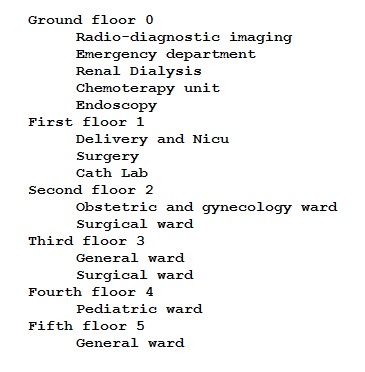 Ground floor 0
Radio-diagnostic imaging
Emergency department
Renal Dialysis
Chemoterapy unit
Endoscopy
First floor 1
Delivery and Nicu
Surgery
Cath Lab
Second floor 2
Obstetric and gynecology ward
Surgical ward
Third floor 3
General ward
Surgical ward
Fourth floor 4
Pediatric ward
Fifth floor 5
General ward